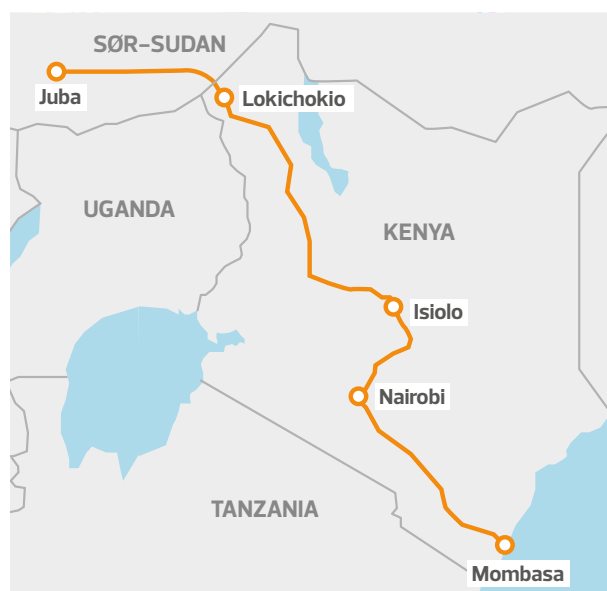 SØR-SUDAN
Juba
Lokichokio
UGANDA
KENYA
Isiolo
Nairobi
TANZANIA
Mombasa